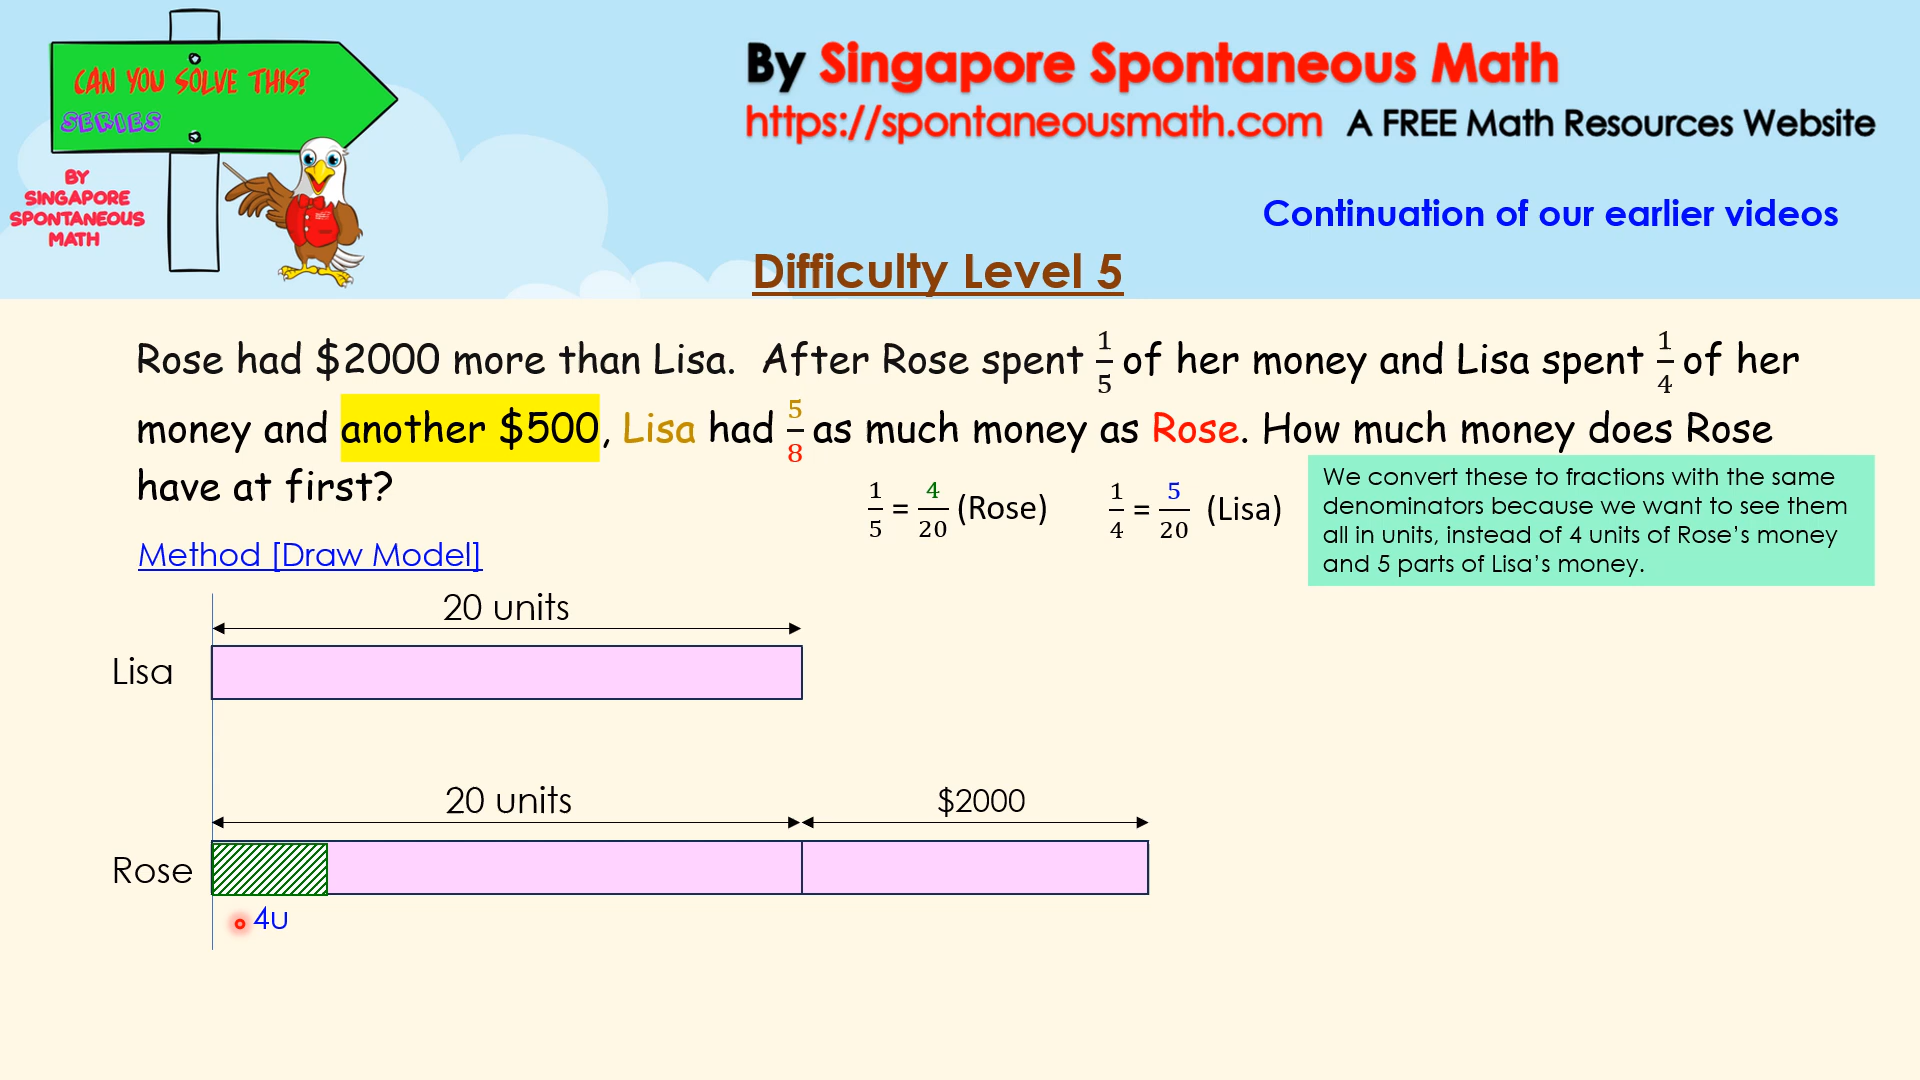 CAN YOU SOLVE THIS?
SERIES
BY
SINGAPORE
SPONTANEOUS
MATH
By Singapore Spontaneous Math
https://spontaneousmath.com A FREE Math Resources Website
Continuation of our earlier videos
Difficulty Level 5
Rose had $2000 more than Lisa. After Rose spent 1/5 of her money and Lisa spent 1/4 of her
money and another $500, Lisa had 5/8 as much money as Rose. How much money does Rose
have at first?
1/5 = 4/20 (Rose) 1/4 = 5/20 (Lisa)
We convert these to fractions with the same
denominators because we want to see them
all in units, instead of 4 units of Rose’s money
and 5 parts of Lisa’s money.
Method [Draw Model]
20 units
Lisa
20 units $2000
Rose
4u